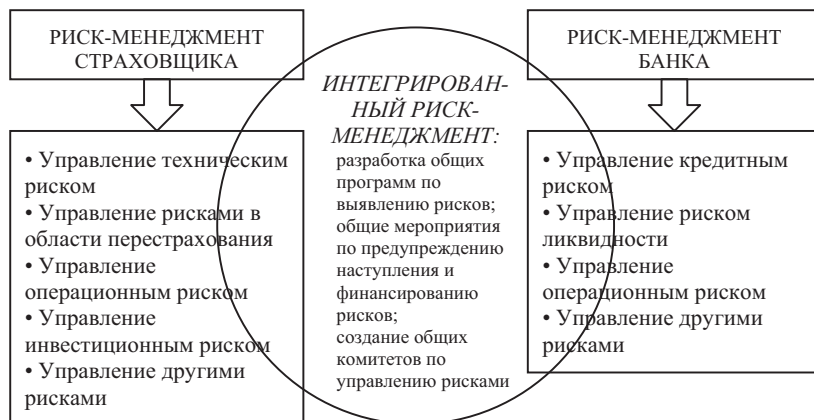 РИСК-МЕНЕДЖМЕНТ
СТРАХОВЩИКА
• Управление техническим
риском
• Управление рисками в
области перестрахования
• Управление
операционным риском
• Управление
инвестиционным риском
• Управление другими
рисками
ИНТЕГРИРОВАН-
НЫЙ РИСК-
МЕНЕДЖМЕНТ:
разработка общих
программ по
выявлению рисков;
общие мероприятия
по предупреждению
наступления и
финансированию
рисков;
создание общих
комитетов по
управлению рисками
РИСК-МЕНЕДЖМЕНТ
БАНКА
• Управление кредитным
риском
• Управление риском
ликвидности
• Управление
операционным риском
• Управление другими
рисками